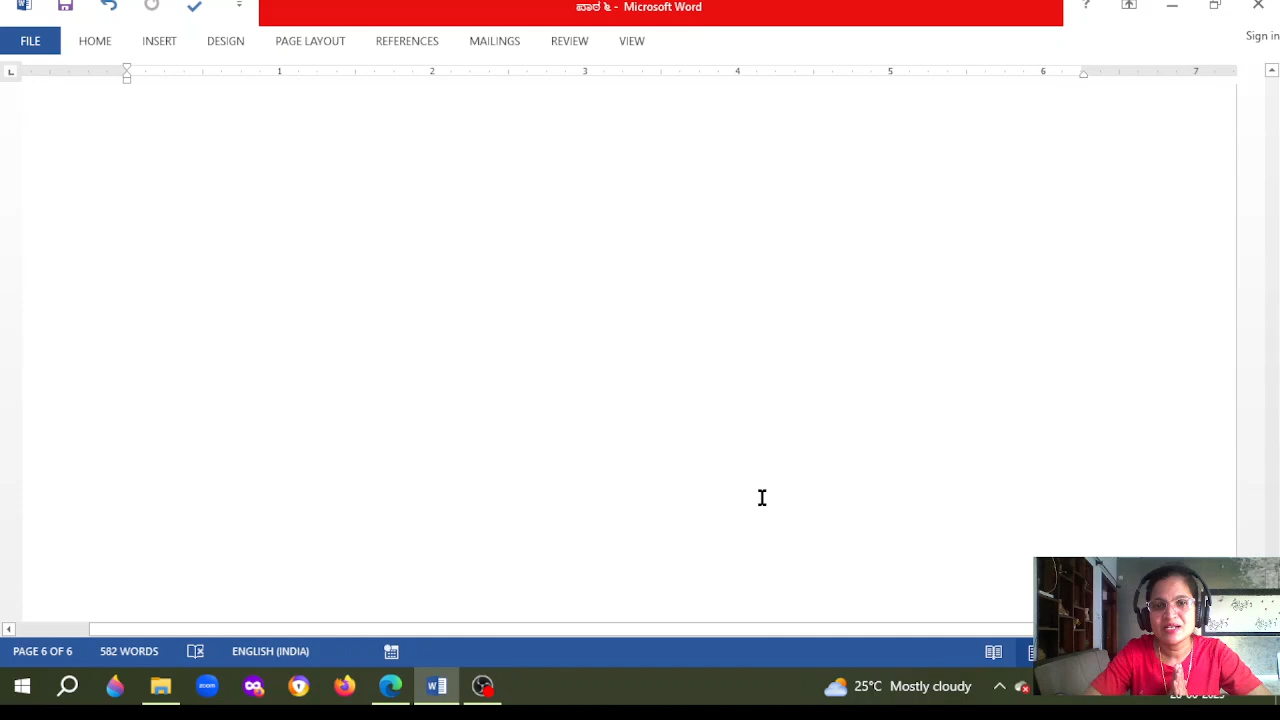 ಪಾಠ ೬ - Microsoft Word
FILE HOME INSERT DESIGN PAGE LAYOUT REFERENCES MAILINGS REVIEW VIEW
Sign in
1 2 3 4 5 6 7
PAGE 6 OF 6 582 WORDS ENGLISH (INDIA)
zoom
25°C Mostly cloudy